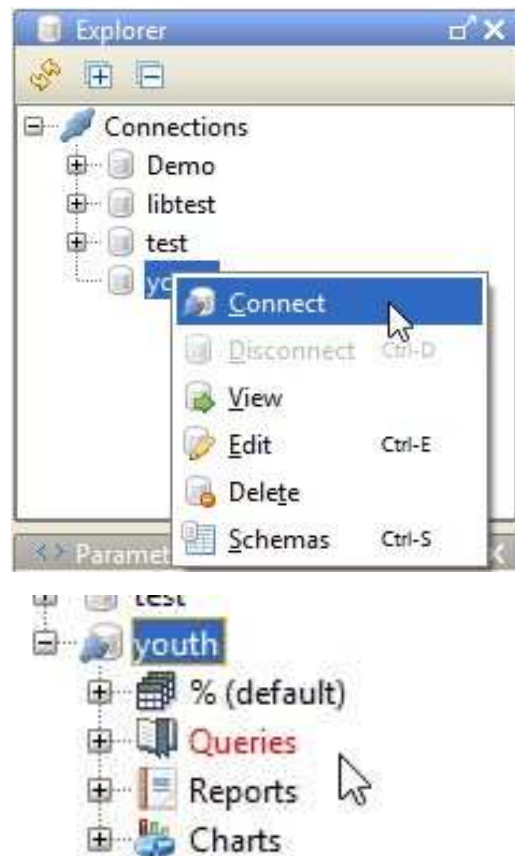 Explorer
Connections
Demo
libtest
test
Connect
Disconnect Ctrl-D
View
Edit Ctrl-E
Delete
Schemas Ctrl-S
test
youth
% (default)
Queries
Reports
Charts